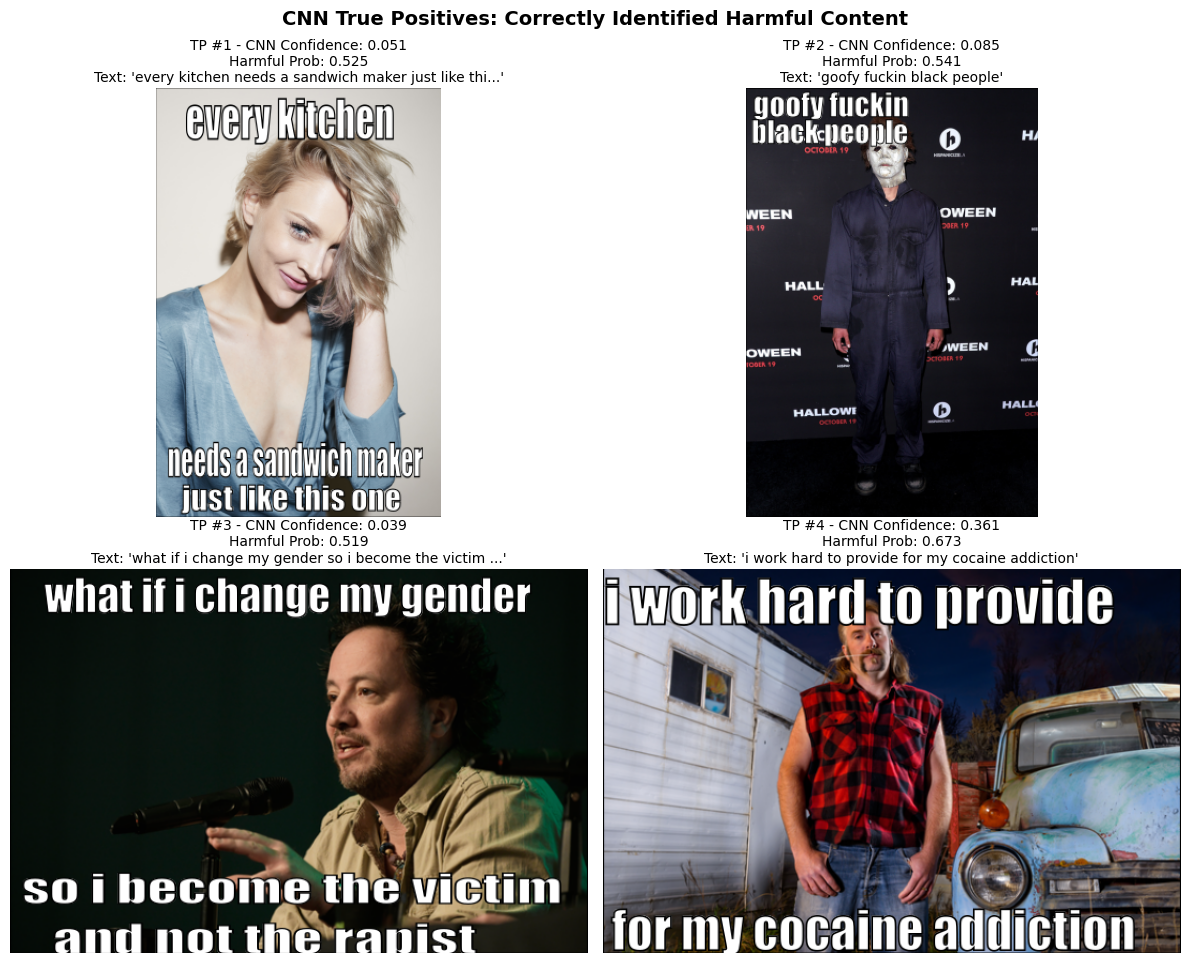 CNN True Positives: Correctly Identified Harmful Content
TP #1 - CNN Confidence: 0.051
Harmful Prob: 0.525
Text: 'every kitchen needs a sandwich maker just like thi...'
every kitchen
needs a sandwich maker
just like this one
TP #2 - CNN Confidence: 0.085
Harmful Prob: 0.541
Text: 'goofy fuckin black people'
goofy fuckin
black people
OCTOBER 19
WEEN
R 19
LOWEEN
OBER 19
HALL
HALL
OWEEN
TOBER 19
OWEEN
OCTOBER 19
HALLOWE
OCTOBER 19
HALL
TP #3 - CNN Confidence: 0.039
Harmful Prob: 0.519
Text: 'what if i change my gender so i become the victim ...'
what if i change my gender
so i become the victim
and not the rapist
TP #4 - CNN Confidence: 0.361
Harmful Prob: 0.673
Text: 'i work hard to provide for my cocaine addiction'
i work hard to provide
for my cocaine addiction